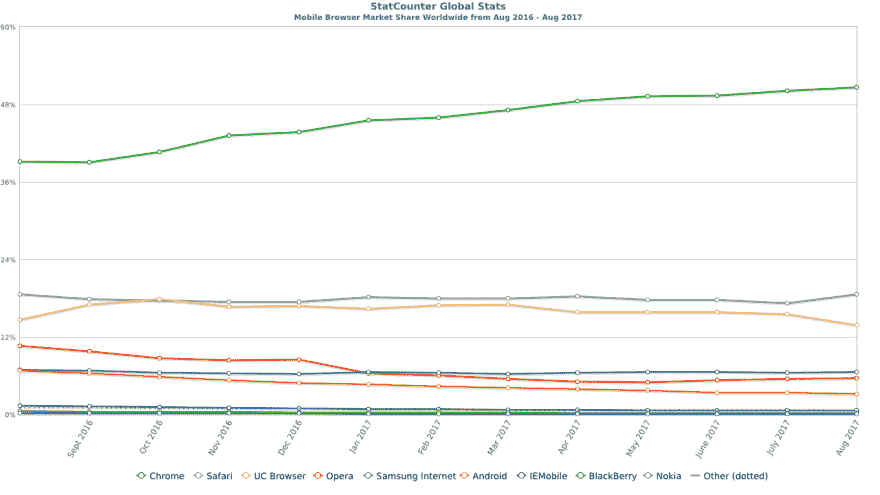 StatCounter Global Stats
Mobile Browser Market Share Worldwide from Aug 2016 - Aug 2017
60%
48%
36%
24%
12%
0%
Sept 2016
Oct 2016
Nov 2016
Dec 2016
Jan 2017
Feb 2017
Mar 2017
Apr 2017
May 2017
June 2017
July 2017
Aug 2017
Chrome Safari UC Browser Opera Samsung Internet Android IEMobile BlackBerry Nokia Other (dotted)